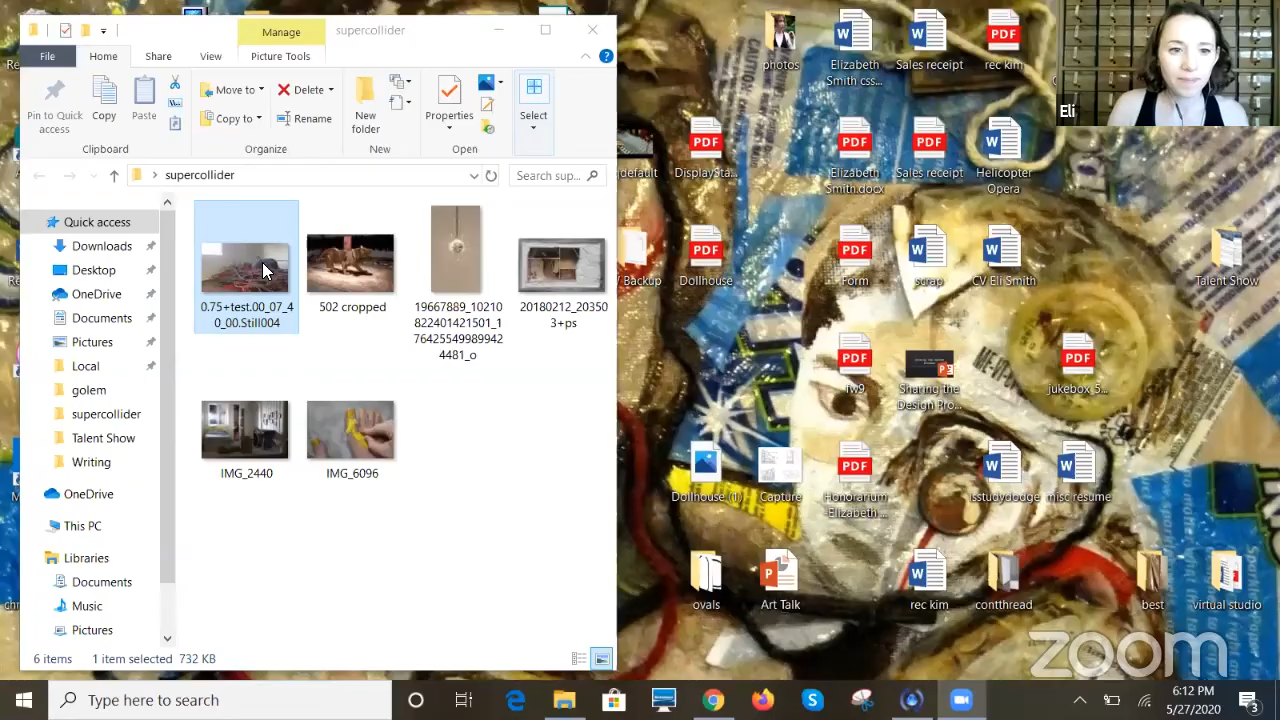 Manage
supercollider
File
Home
Share
View
Picture Tools
Pin to Quick
access
Copy
Paste
Move to
Delete
Copy to
Rename
New
folder
Properties
Open
Select
Clipboard
Organize
New
Open
supercollider
Search sup...
Quick access
Downloads
Desktop
OneDrive
Documents
Pictures
golem
supercollider
Talent Show
Writing
OneDrive
This PC
Libraries
Documents
Music
Pictures
0.75+test.00_07_4
0_00.Still004
502 cropped
19667889_10210
822401421501_1
76425549989942
4481_o
20180212_20350
3+ps
IMG_2440
IMG_6096
6 items
1 item selected
732 KB
photos
Elizabeth
Smith css...
Sales receipt
rec kim
Eli
default
DisplaySta...
Elizabeth
Smith.docx
Sales receipt
Helicopter
Opera
Backup
Dollhouse
Form
scrap
CV Eli Smith
Talent Show
fw9
Sharing the
Design Pro...
jukebox_5...
Dollhouse (1)
Capture
Honorarium
-Elizabeth ...
isstudydodge
misc resume
ovals
Art Talk
rec kim
contthread
best
virtual studio
zoom
Type here to search
6:12 PM
5/27/2020
3